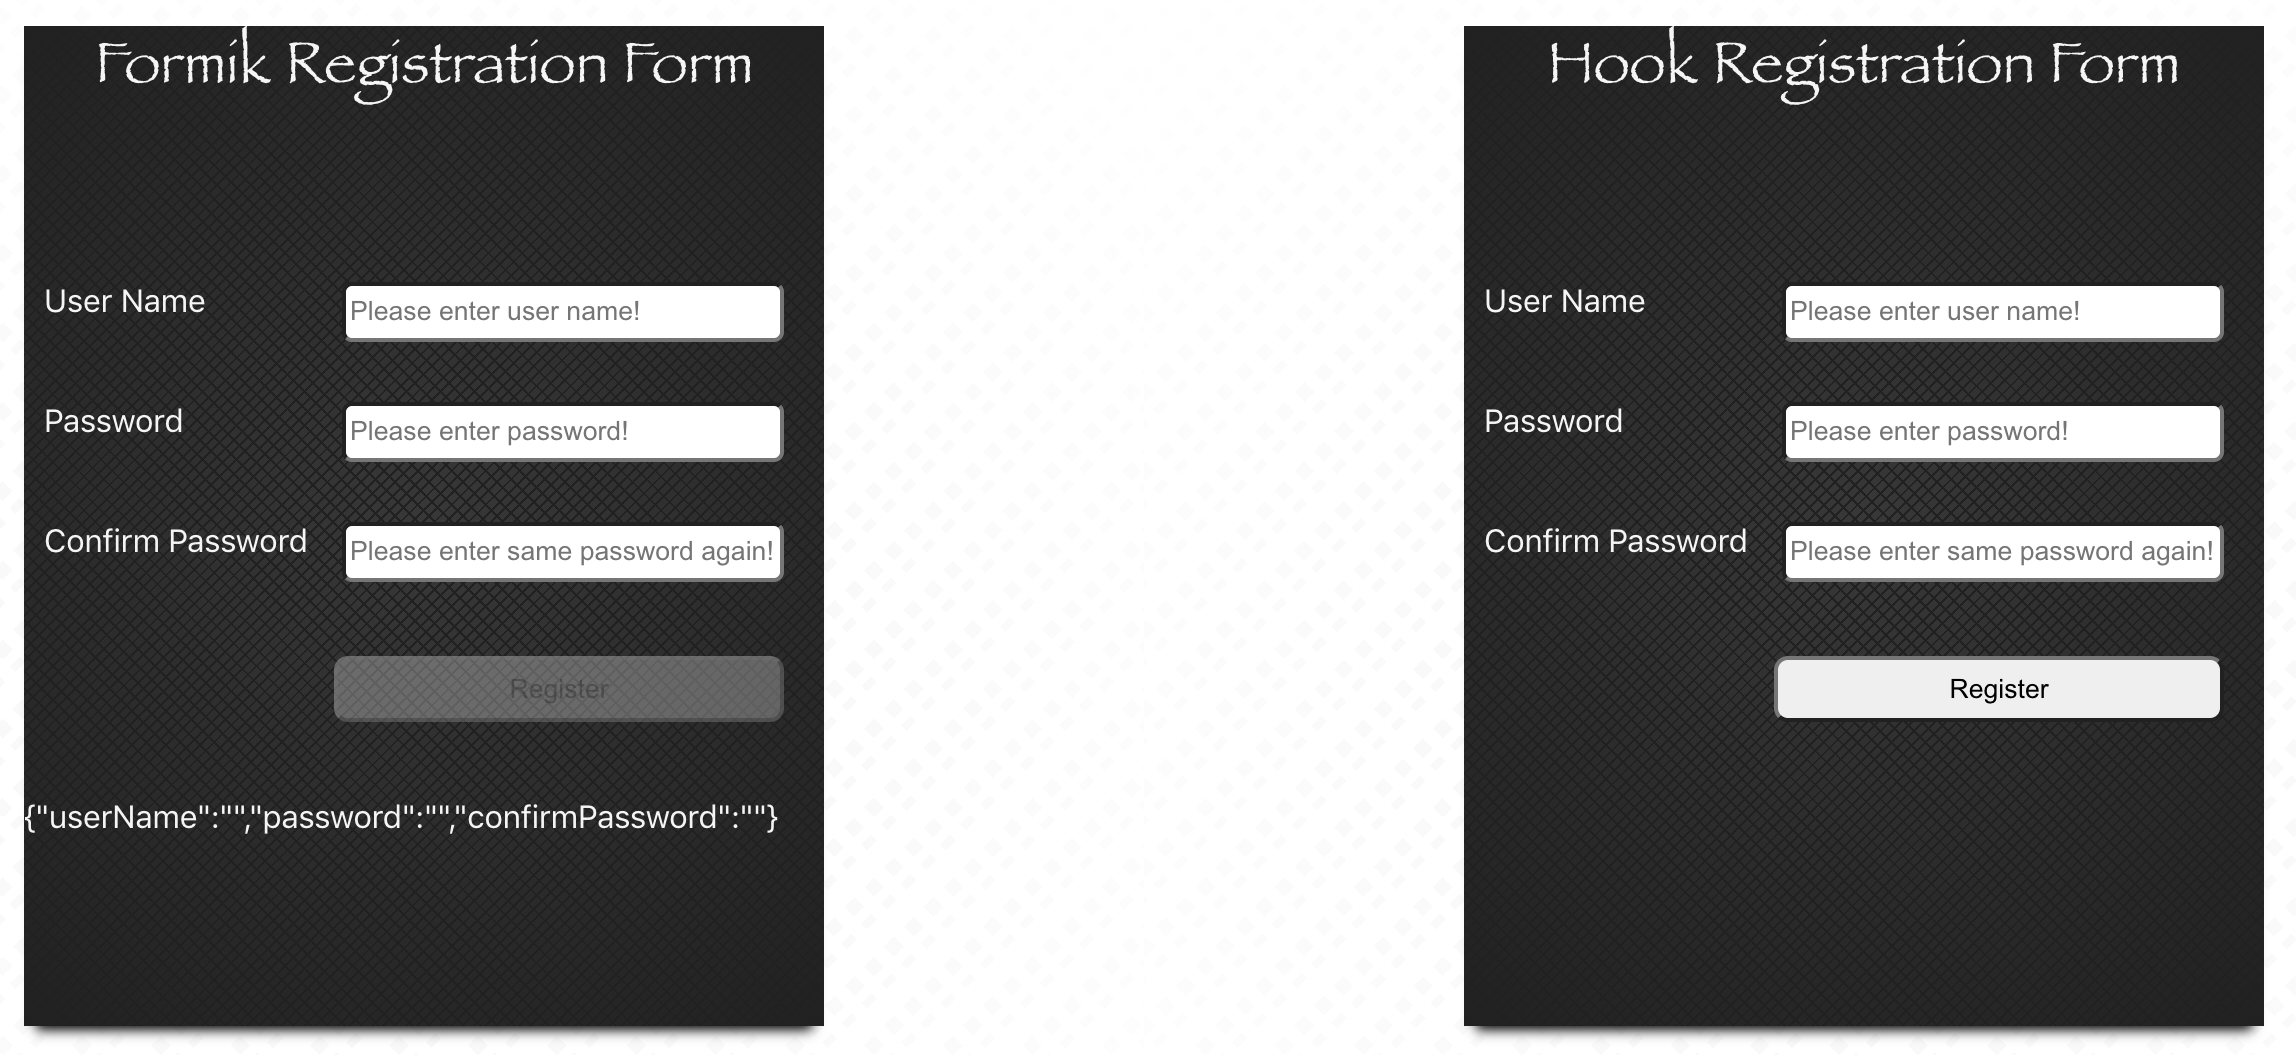 Formik Registration Form
User Name
Please enter user name!
Password
Please enter password!
Confirm Password
Please enter same password again!
Register
{"userName":"","password":"","confirmPassword":""}
Hook Registration Form
User Name
Please enter user name!
Password
Please enter password!
Confirm Password
Please enter same password again!
Register